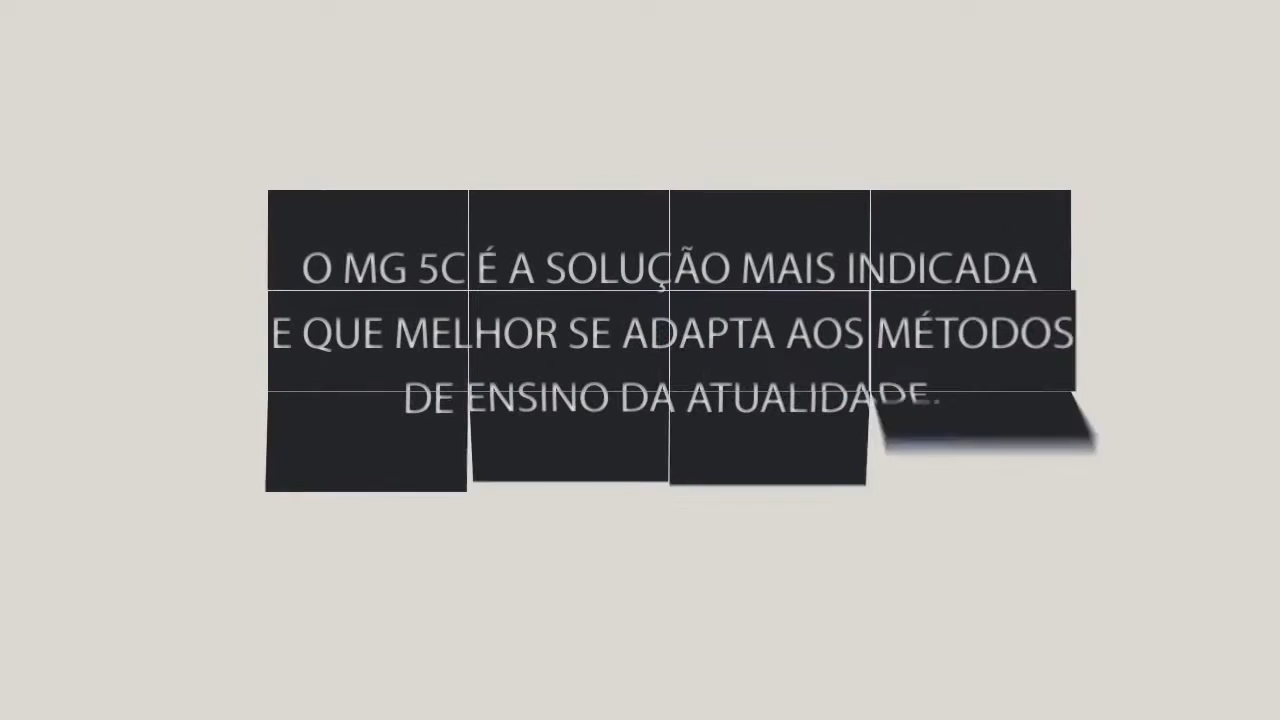 O MG 5C É A SOLUÇÃO MAIS INDICADA
E QUE MELHOR SE ADAPTA AOS MÉTODOS
DE ENSINO DA ATUALIDADE.